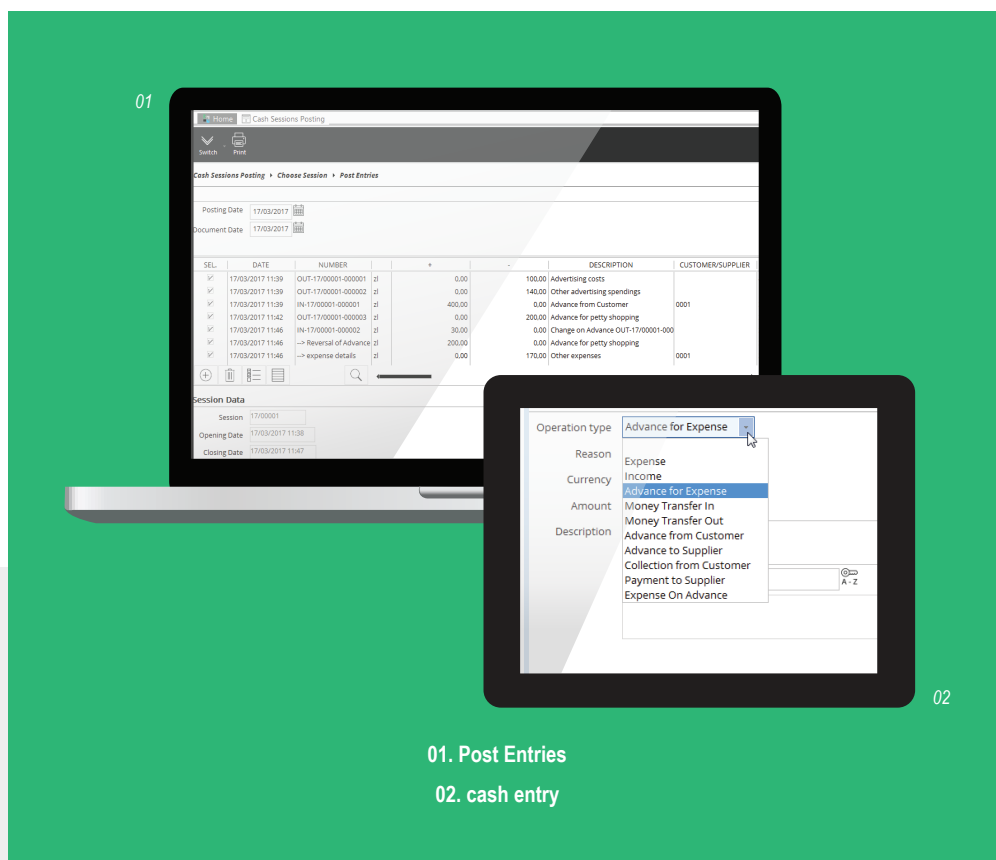 01
Home Cash Sessions Posting
Switch Print
Cash Sessions Posting Choose Session Post Entries
Posting Date 17/03/2017
Document Date 17/03/2017
SEL. DATE NUMBER + - DESCRIPTION CUSTOMER/SUPPLIER
17/03/2017 11:39 OUT-17/00001-000001 zl 0,00 100,00 Advertising costs
17/03/2017 11:39 OUT-17/00001-000002 zl 0,00 140,00 Other advertising spendings
17/03/2017 11:39 IN-17/00001-000001 zl 400,00 0,00 Advance from Customer 0001
17/03/2017 11:42 OUT-17/00001-000003 zl 0,00 200,00 Advance for petty shopping
17/03/2017 11:46 IN-17/00001-000002 zl 30,00 0,00 Change on Advance OUT-17/00001-000
17/03/2017 11:46 --> Reversal of Advance zl 200,00 0,00 Advance for petty shopping
17/03/2017 11:46 --> expense details zl 0,00 170,00 Other expenses 0001
Session Data
Session 17/00001
Opening Date 17/03/2017 11:38
Closing Date 17/03/2017 11:47
Operation type Advance for Expense
Reason
Currency
Amount
Description
Expense
Income
Advance for Expense
Money Transfer In
Money Transfer Out
Advance from Customer
Advance to Supplier
Collection from Customer
Payment to Supplier
Expense On Advance
A - Z
02
01. Post Entries
02. cash entry